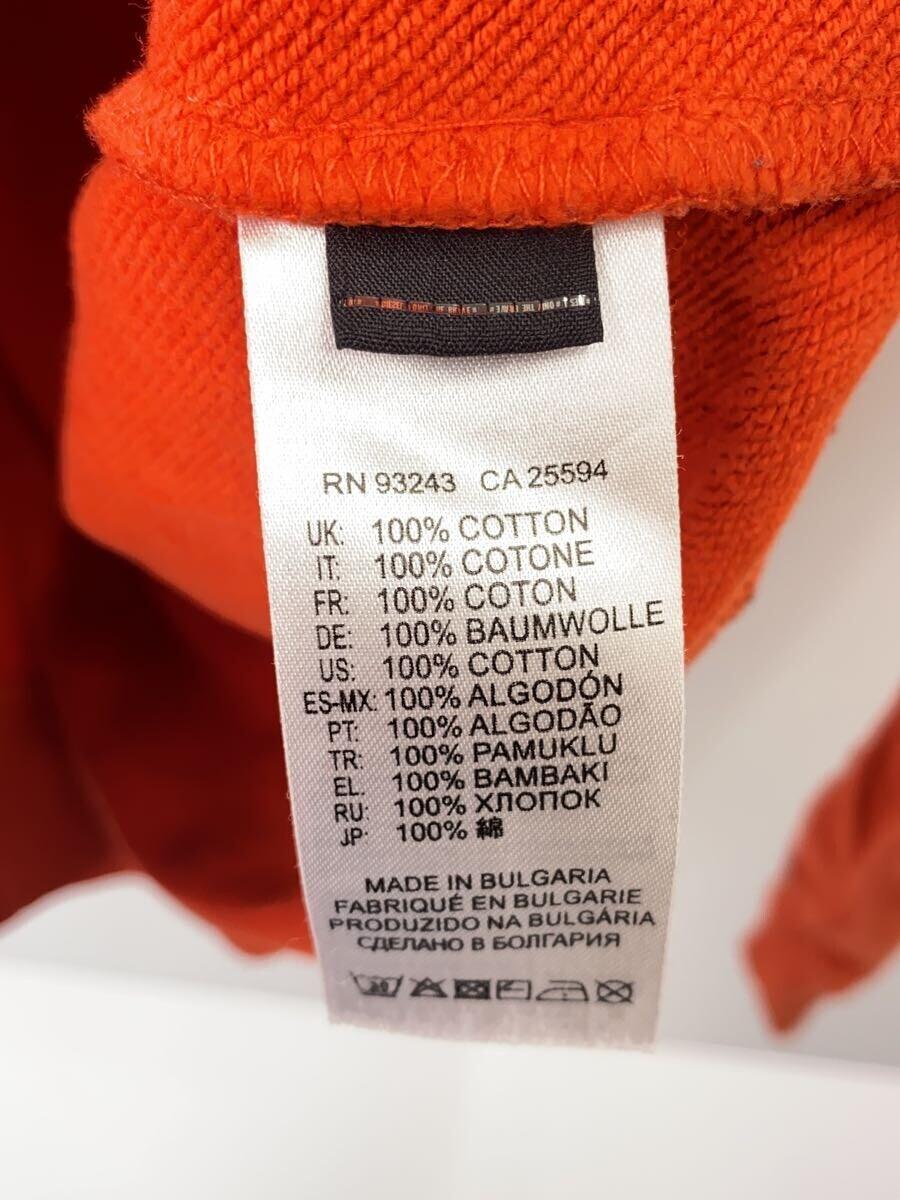 RN 93243 CA 25594
UK: 100% COTTON
IT: 100% COTONE
FR: 100% COTON
DE: 100% BAUMWOLLE
US: 100% COTTON
ES-MX: 100% ALGODÓN
PT: 100% ALGODÃO
TR: 100% PAMUKLU
EL: 100% BAMBAKI
RU: 100% ХЛОПОК
JP: 100% 綿
MADE IN BULGARIA
FABRIQUÉ EN BULGARIE
PRODUZIDO NA BULGÁRIA
СДЕЛАНО В БОЛГАРИЯ
30